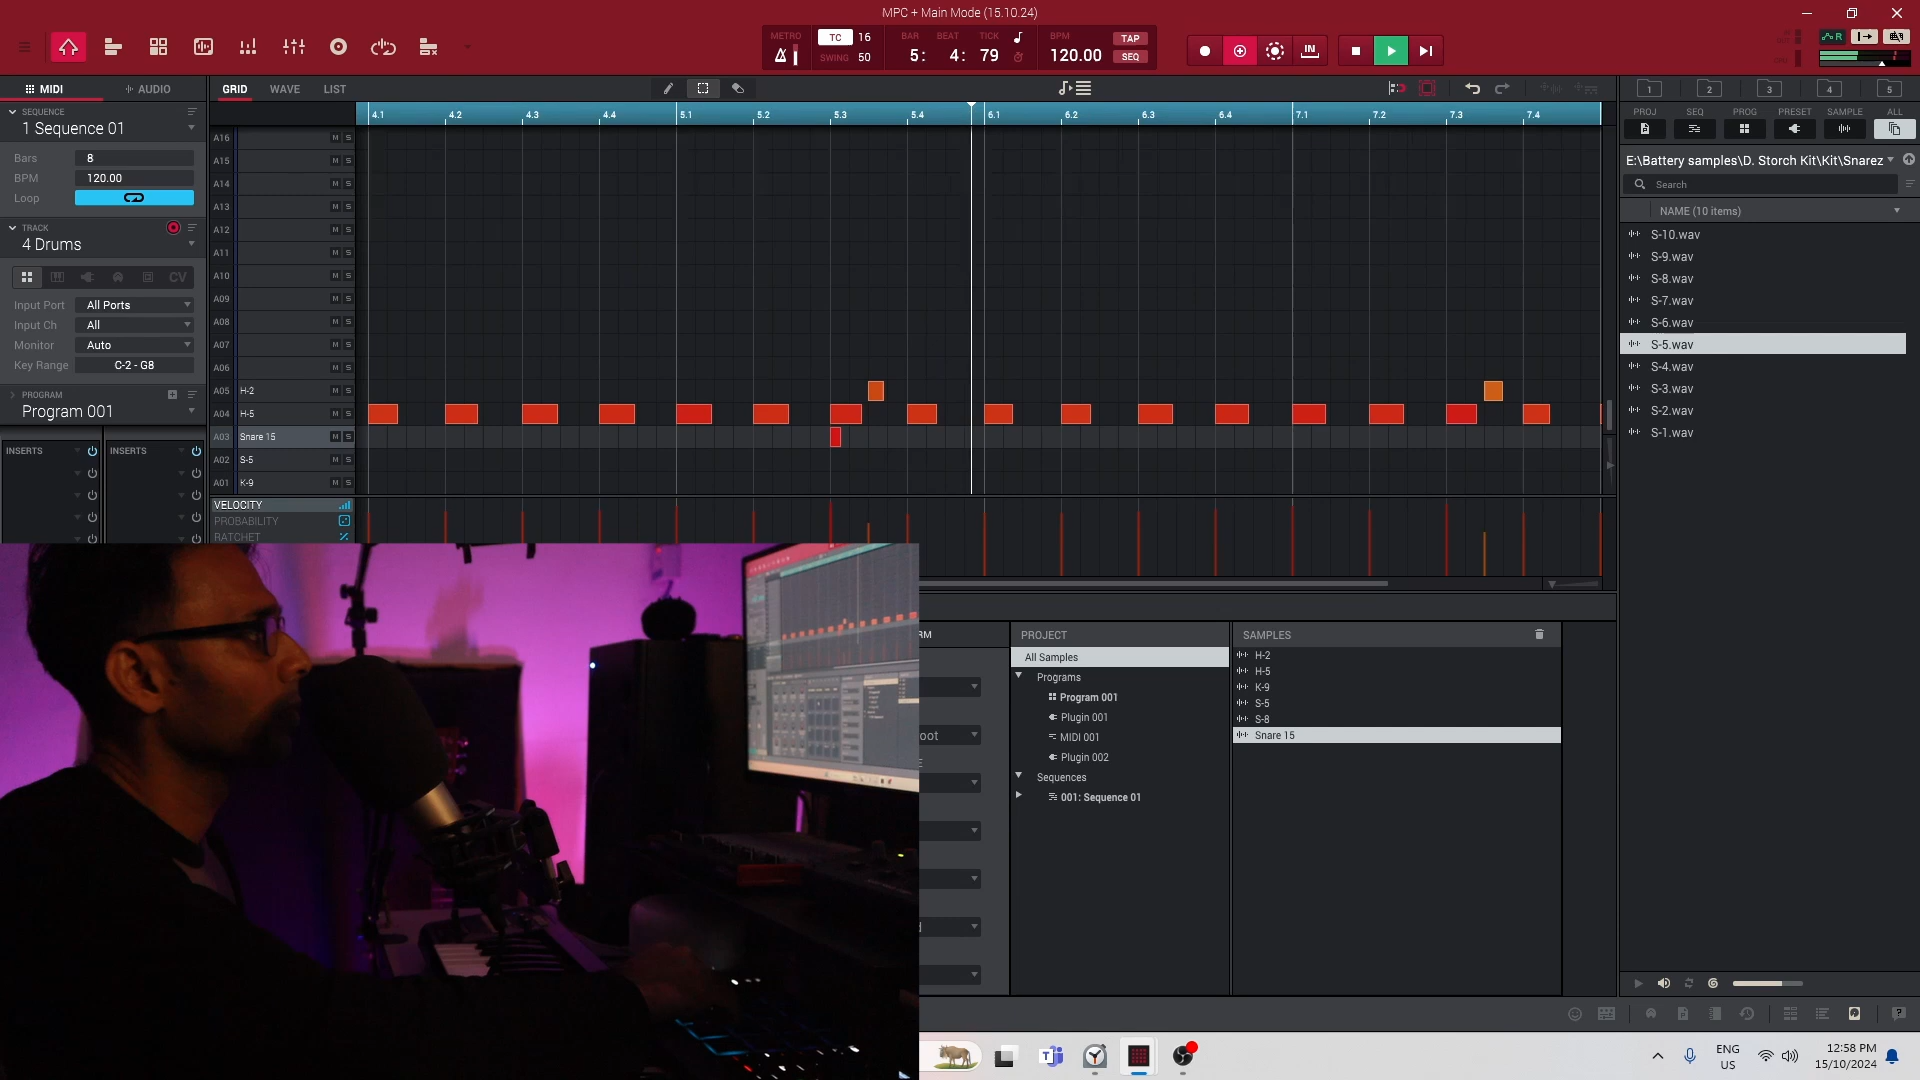 MPC + Main Mode (15.10.24)
METRO
TC 16
SWING 50
BAR BEAT TICK
5: 4: 79
BPM
120.00
TAP
SEQ
IN
R
MIDI
AUDIO
GRID
WAVE
LIST
1 2 3 4 5
SEQUENCE
1 Sequence 01
Bars 8
BPM 120.00
Loop
TRACK
4 Drums
CV
Input Port All Ports
Input Ch All
Monitor Auto
Key Range C-2 - G8
PROGRAM
Program 001
INSERTS
INSERTS
4.1 4.2 4.3 4.4 5.1 5.2 5.3 5.4 6.1 6.2 6.3 6.4 7.1 7.2 7.3 7.4
A16 M S
A15 M S
A14 M S
A13 M S
A12 M S
A11 M S
A10 M S
A09 M S
A08 M S
A07 M S
A06 M S
A05 H-2 M S
A04 H-5 M S
A03 Snare 15 M S
A02 S-5 M S
A01 K-9 M S
VELOCITY
PROBABILITY
RATCHET
PROJ SEQ PROG PRESET SAMPLE ALL
E:\Battery samples\D. Storch Kit\Kit\Snarez
Search
NAME (10 items)
S-10.wav
S-9.wav
S-8.wav
S-7.wav
S-6.wav
S-5.wav
S-4.wav
S-3.wav
S-2.wav
S-1.wav
RM
oot
PROJECT
All Samples
Programs
Program 001
Plugin 001
MIDI 001
Plugin 002
Sequences
001: Sequence 01
SAMPLES
H-2
H-5
K-9
S-5
S-8
Snare 15
ENG
US
12:58 PM
15/10/2024